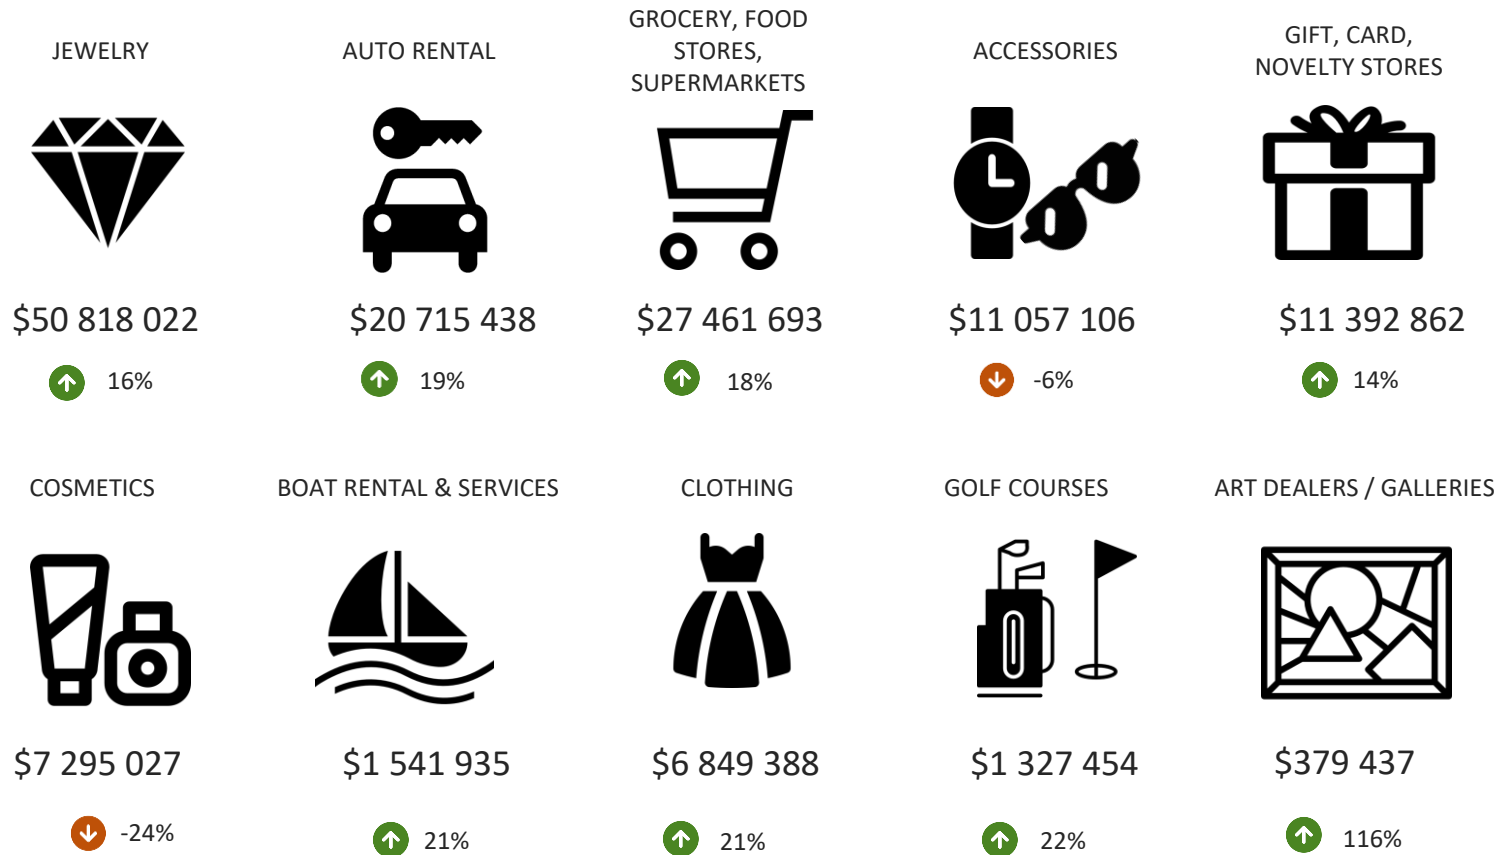 JEWELRY
AUTO RENTAL
GROCERY, FOOD
STORES,
SUPERMARKETS
ACCESSORIES
GIFT, CARD,
NOVELTY STORES
$50 818 022
$20 715 438
$27 461 693
$11 057 106
$11 392 862
16%
19%
18%
-6%
14%
COSMETICS
BOAT RENTAL & SERVICES
CLOTHING
GOLF COURSES
ART DEALERS / GALLERIES
$7 295 027
$1 541 935
$6 849 388
$1 327 454
$379 437
-24%
21%
21%
22%
116%